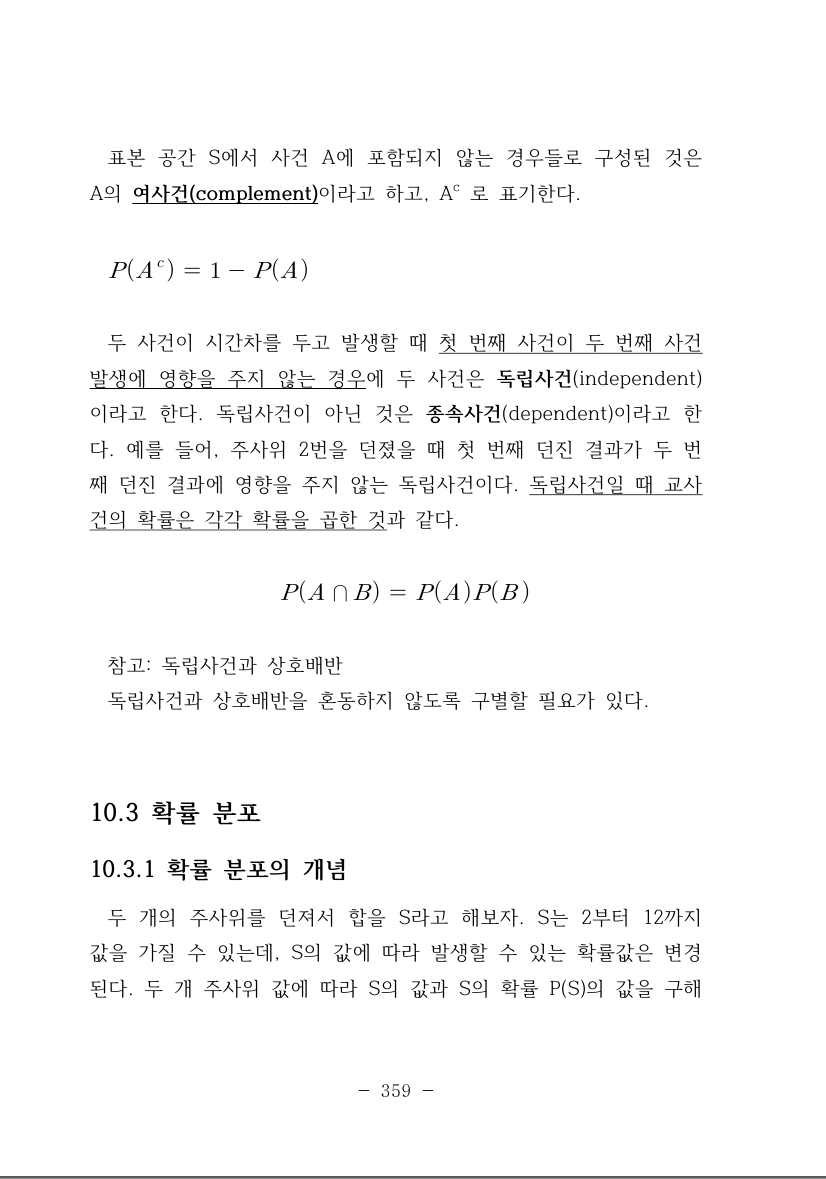 표본 공간 S에서 사건 A에 포함되지 않는 경우들로 구성된 것은
A의 여사건(complement)이라고 하고, Aᶜ 로 표기한다.
P(Aᶜ) = 1 − P(A)
두 사건이 시간차를 두고 발생할 때 첫 번째 사건이 두 번째 사건
발생에 영향을 주지 않는 경우에 두 사건은 독립사건(independent)
이라고 한다. 독립사건이 아닌 것은 종속사건(dependent)이라고 한
다. 예를 들어, 주사위 2번을 던졌을 때 첫 번째 던진 결과가 두 번
째 던진 결과에 영향을 주지 않는 독립사건이다. 독립사건일 때 교사
건의 확률은 각각 확률을 곱한 것과 같다.
P(A ∩ B) = P(A)P(B)
참고: 독립사건과 상호배반
독립사건과 상호배반을 혼동하지 않도록 구별할 필요가 있다.
10.3 확률 분포
10.3.1 확률 분포의 개념
두 개의 주사위를 던져서 합을 S라고 해보자. S는 2부터 12까지
값을 가질 수 있는데, S의 값에 따라 발생할 수 있는 확률값은 변경
된다. 두 개 주사위 값에 따라 S의 값과 S의 확률 P(S)의 값을 구해
− 359 −